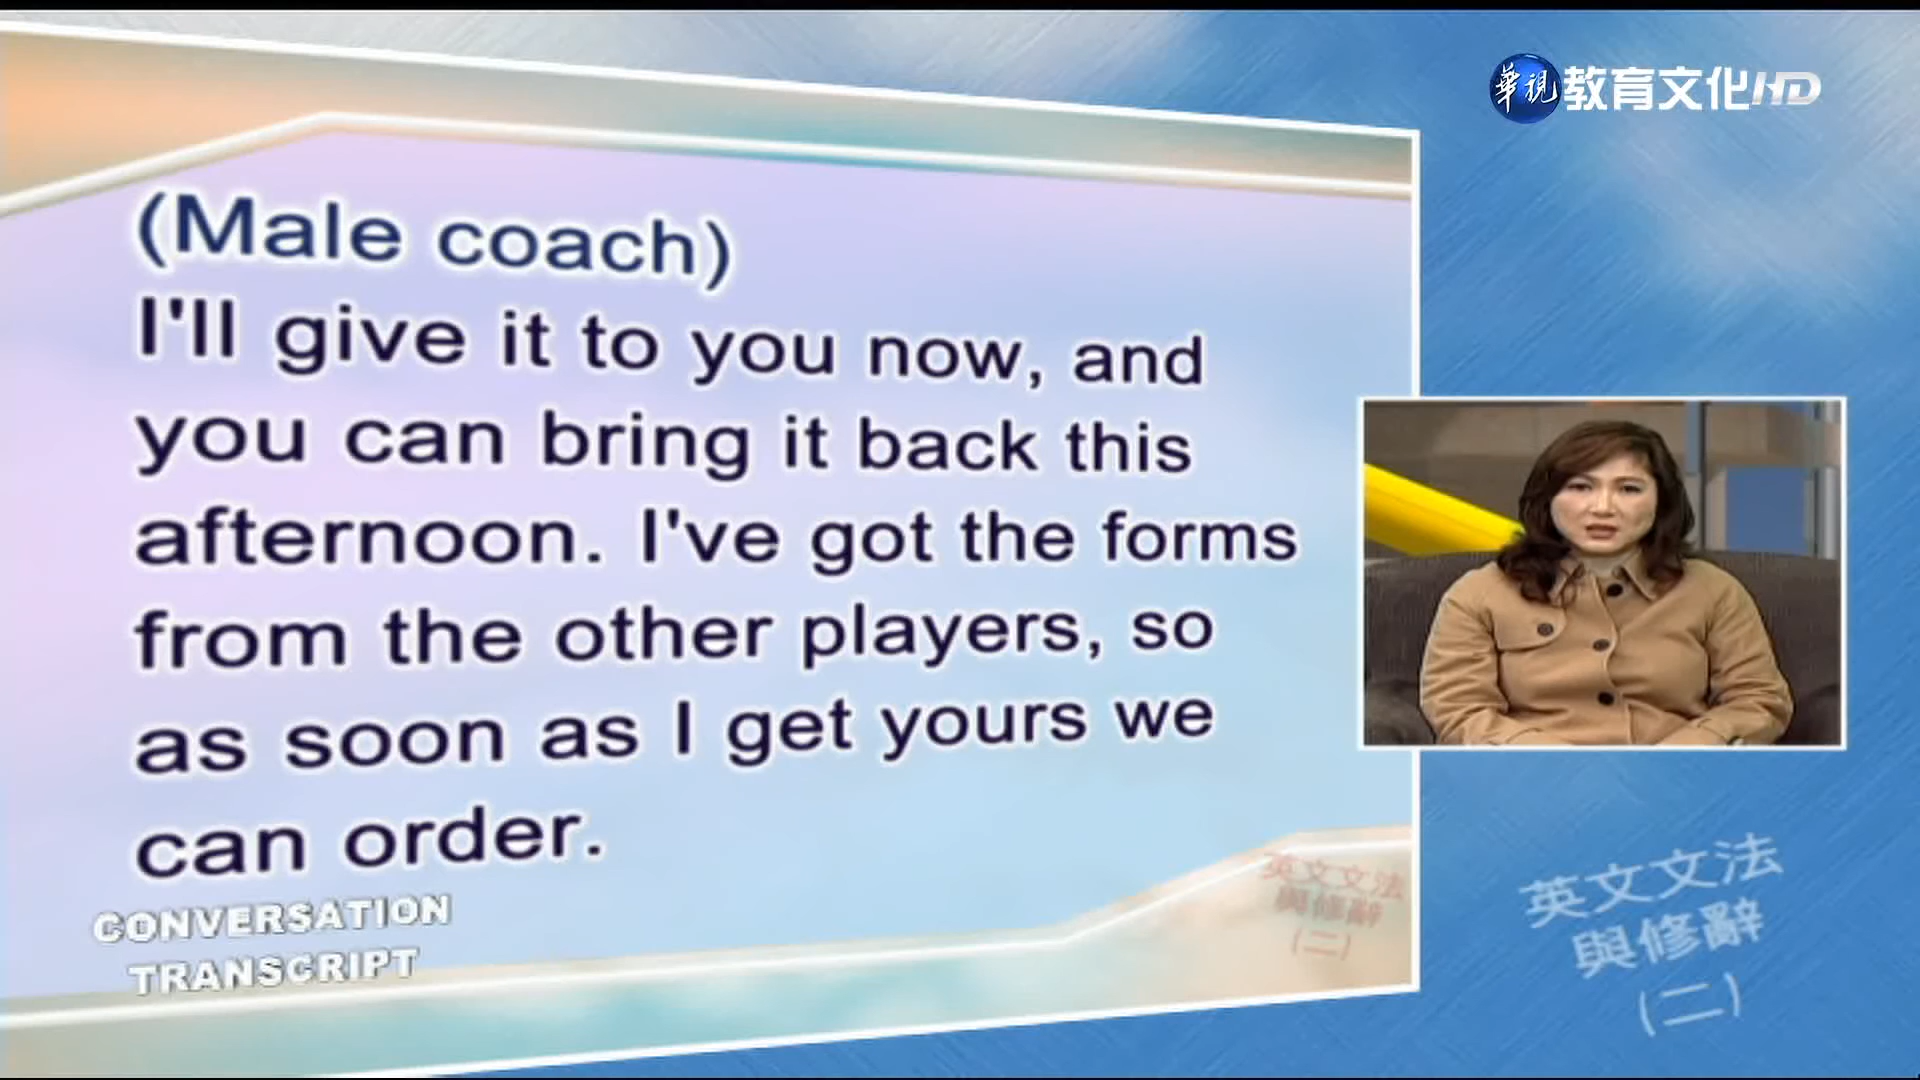 華視 教育文化HD
(Male coach)
I'll give it to you now, and
you can bring it back this
afternoon. I've got the forms
from the other players, so
as soon as I get yours we
can order.
CONVERSATION
TRANSCRIPT
英文文法
與修辭
(二)
英文文法
與修辭
(二)